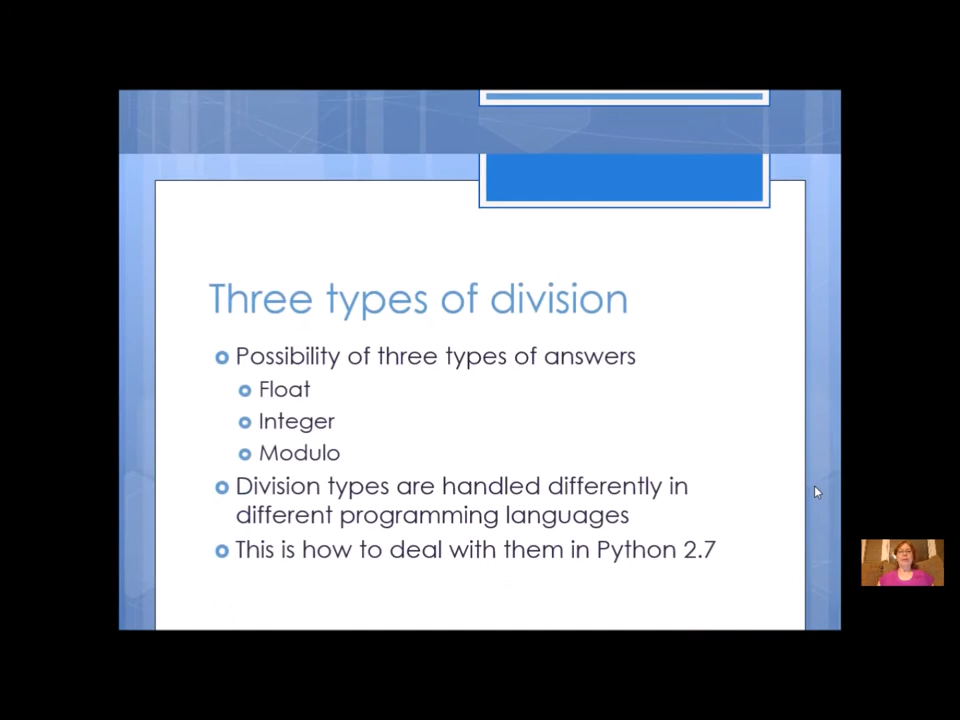 Three types of division
Possibility of three types of answers
Float
Integer
Modulo
Division types are handled differently in
different programming languages
This is how to deal with them in Python 2.7